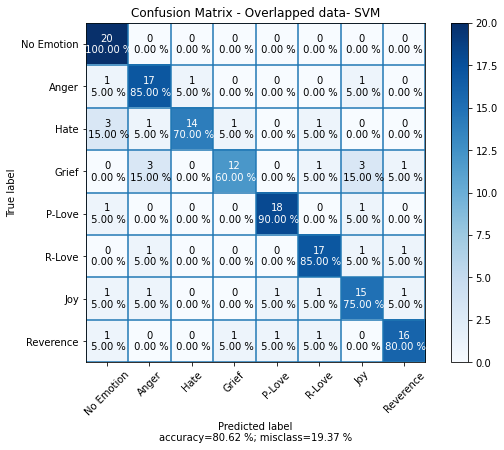 Confusion Matrix - Overlapped data- SVM
No Emotion 20 0 0 0 0 0 0 0
100.00 % 0.00 % 0.00 % 0.00 % 0.00 % 0.00 % 0.00 % 0.00 %
Anger 1 17 1 0 0 0 1 0
5.00 % 85.00 % 5.00 % 0.00 % 0.00 % 0.00 % 5.00 % 0.00 %
Hate 3 1 14 1 0 1 0 0
15.00 % 5.00 % 70.00 % 5.00 % 0.00 % 5.00 % 0.00 % 0.00 %
Grief 0 3 0 12 0 1 3 1
0.00 % 15.00 % 0.00 % 60.00 % 0.00 % 5.00 % 15.00 % 5.00 %
P-Love 1 0 0 0 18 0 1 0
5.00 % 0.00 % 0.00 % 0.00 % 90.00 % 0.00 % 5.00 % 0.00 %
R-Love 0 1 0 0 0 17 1 1
0.00 % 5.00 % 0.00 % 0.00 % 0.00 % 85.00 % 5.00 % 5.00 %
Joy 1 1 0 0 1 1 15 1
5.00 % 5.00 % 0.00 % 0.00 % 5.00 % 5.00 % 75.00 % 5.00 %
Reverence 1 0 0 1 1 1 0 16
5.00 % 0.00 % 0.00 % 5.00 % 5.00 % 5.00 % 0.00 % 80.00 %
True label
No Emotion Anger Hate Grief P-Love R-Love Joy Reverence
Predicted label
accuracy=80.62 %; misclass=19.37 %
20.0
17.5
15.0
12.5
10.0
7.5
5.0
2.5
0.0